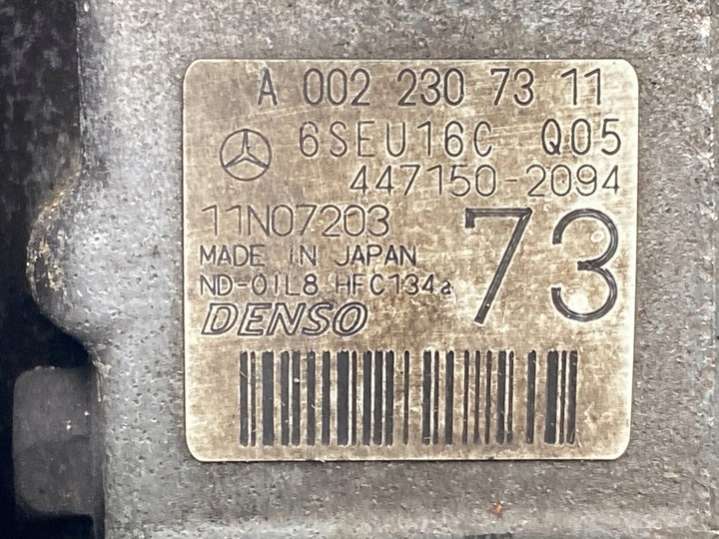 A 002 230 73 11
6SEU16C Q05
447150-2094
11N07203
73
MADE IN JAPAN
ND-OIL8 HFC134a
DENSO